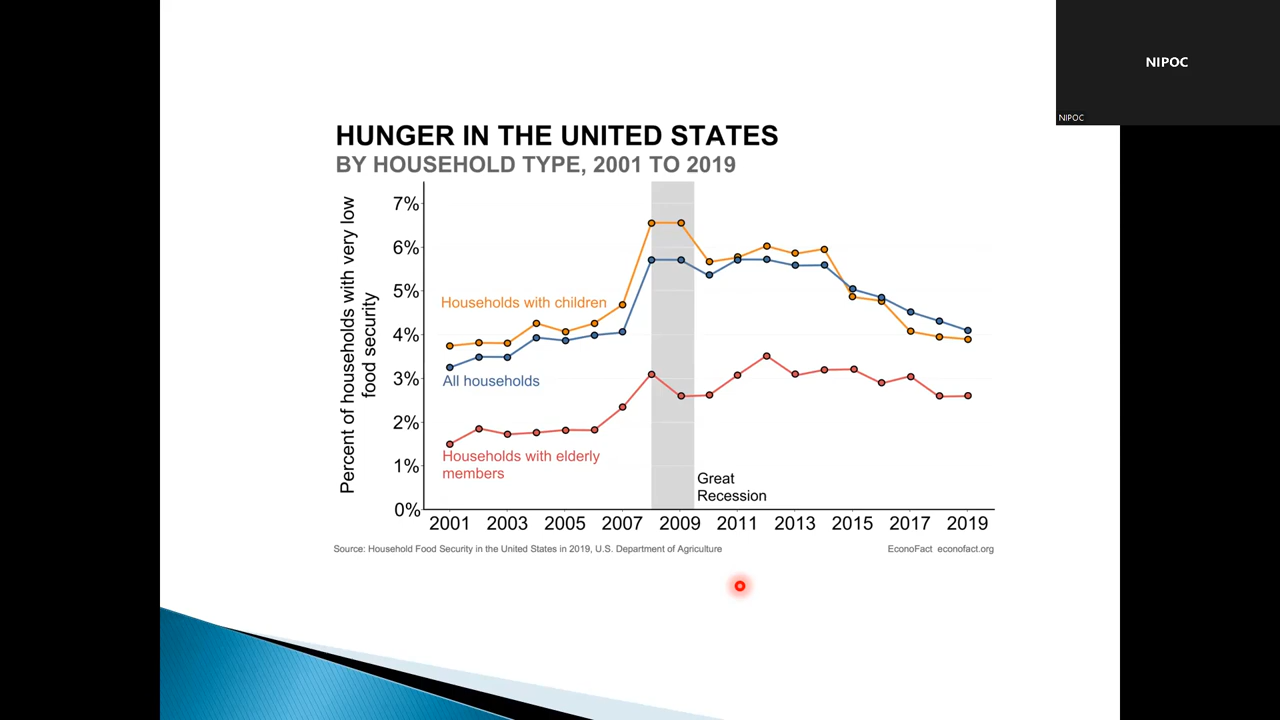 NIPOC
NIPOC
HUNGER IN THE UNITED STATES
BY HOUSEHOLD TYPE, 2001 TO 2019
Percent of households with very low
food security
7%
6%
5%
4%
3%
2%
1%
0%
Households with children
All households
Households with elderly
members
Great
Recession
2001 2003 2005 2007 2009 2011 2013 2015 2017 2019
Source: Household Food Security in the United States in 2019, U.S. Department of Agriculture
EconoFact econofact.org